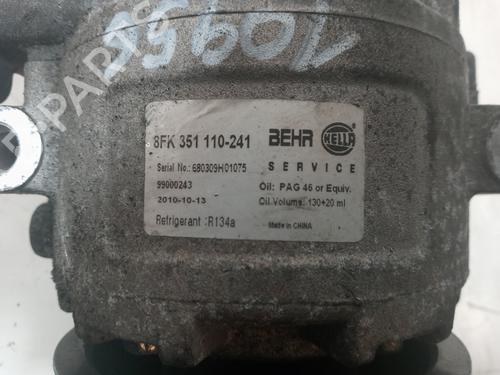 10956
8FK 351 110-241 BEHR HELLA
Serial No.: 680309H01075 SERVICE
99000243 Oil: PAG 46 or Equiv.
2010-10-13 Oil Volume: 130+20 ml
Refrigerant :R134a Made in CHINA